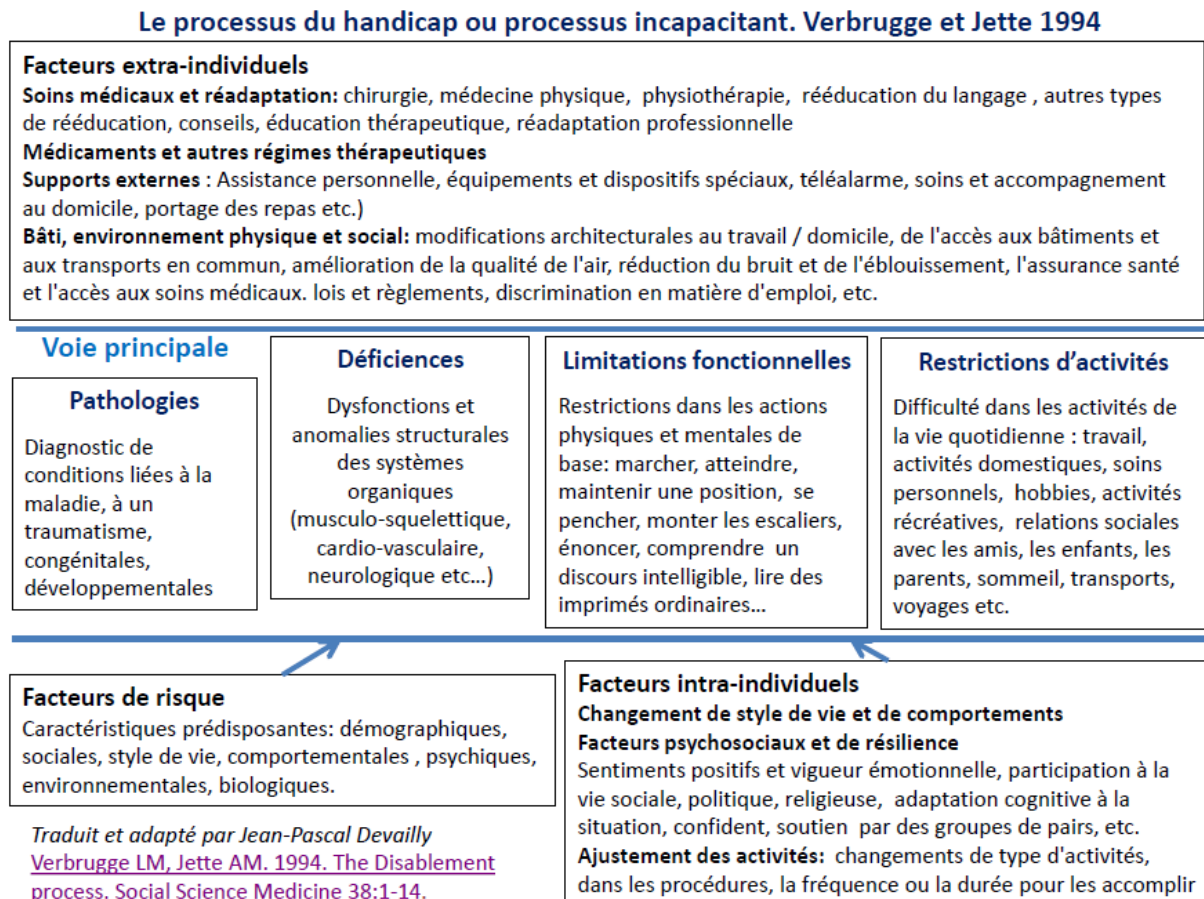 Le processus du handicap ou processus incapacitant. Verbrugge et Jette 1994
Facteurs extra-individuels
Soins médicaux et réadaptation: chirurgie, médecine physique, physiothérapie, rééducation du langage , autres types
de rééducation, conseils, éducation thérapeutique, réadaptation professionnelle
Médicaments et autres régimes thérapeutiques
Supports externes : Assistance personnelle, équipements et dispositifs spéciaux, téléalarme, soins et accompagnement
au domicile, portage des repas etc.)
Bâti, environnement physique et social: modifications architecturales au travail / domicile, de l'accès aux bâtiments et
aux transports en commun, amélioration de la qualité de l'air, réduction du bruit et de l'éblouissement, l'assurance santé
et l'accès aux soins médicaux. lois et règlements, discrimination en matière d'emploi, etc.
Voie principale
Pathologies
Diagnostic de
conditions liées à la
maladie, à un
traumatisme,
congénitales,
développementales
Déficiences
Dysfonctions et
anomalies structurales
des systèmes
organiques
(musculo-squelettique,
cardio-vasculaire,
neurologique etc…)
Limitations fonctionnelles
Restrictions dans les actions
physiques et mentales de
base: marcher, atteindre,
maintenir une position, se
pencher, monter les escaliers,
énoncer, comprendre un
discours intelligible, lire des
imprimés ordinaires…
Restrictions d'activités
Difficulté dans les activités de
la vie quotidienne : travail,
activités domestiques, soins
personnels, hobbies, activités
récréatives, relations sociales
avec les amis, les enfants, les
parents, sommeil, transports,
voyages etc.
Facteurs de risque
Caractéristiques prédisposantes: démographiques,
sociales, style de vie, comportementales , psychiques,
environnementales, biologiques.
Traduit et adapté par Jean-Pascal Devailly
Verbrugge LM, Jette AM. 1994. The Disablement
process. Social Science Medicine 38:1-14.
Facteurs intra-individuels
Changement de style de vie et de comportements
Facteurs psychosociaux et de résilience
Sentiments positifs et vigueur émotionnelle, participation à la
vie sociale, politique, religieuse, adaptation cognitive à la
situation, confident, soutien par des groupes de pairs, etc.
Ajustement des activités: changements de type d'activités,
dans les procédures, la fréquence ou la durée pour les accomplir